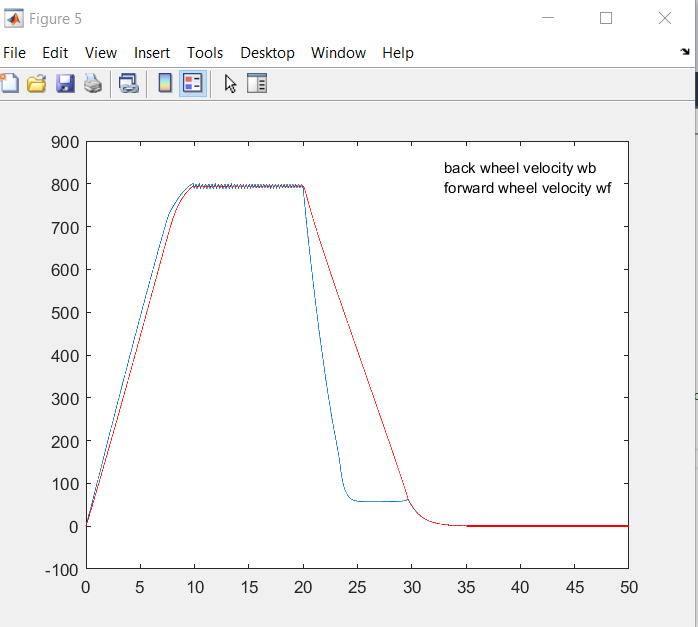 Figure 5
File Edit View Insert Tools Desktop Window Help
900
back wheel velocity wb
800
forward wheel velocity wf
700
600
500
400
300
200
100
0
-100
0 5 10 15 20 25 30 35 40 45 50